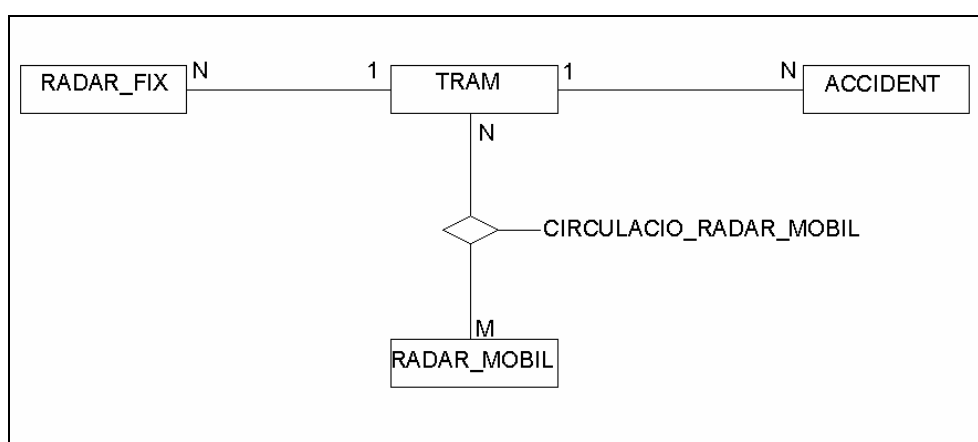 RADAR_FIX N 1 TRAM 1 N ACCIDENT
N
CIRCULACIO_RADAR_MOBIL
M
RADAR_MOBIL